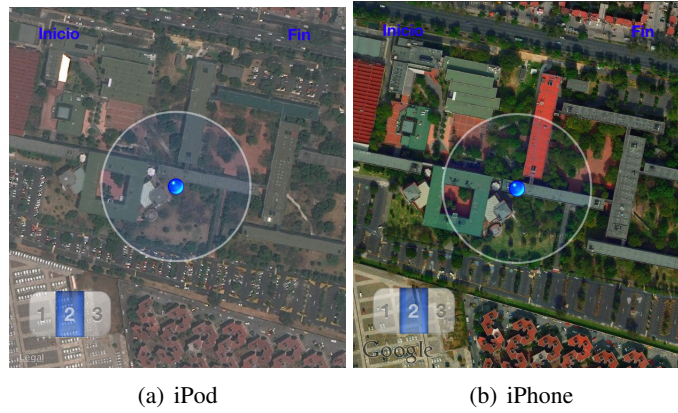 Inicio Fin
Inicio Fin
1 2 3
1 2 3
Legal
Google
(a) iPod
(b) iPhone